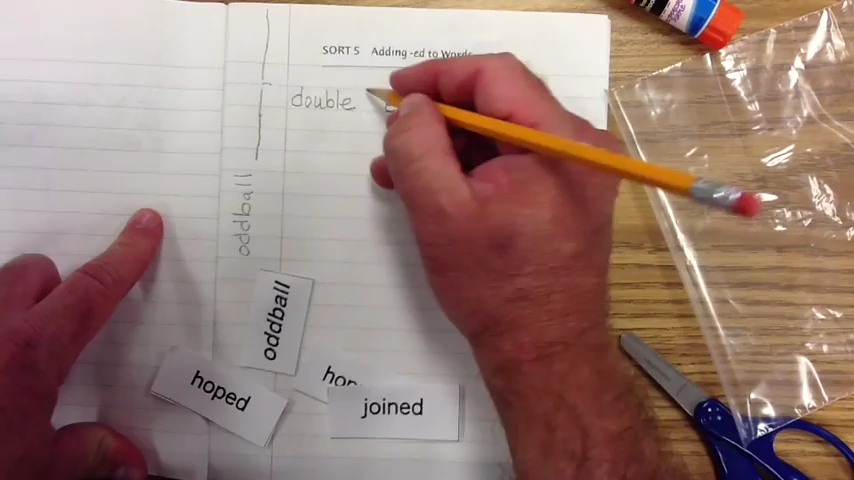 SORT 5 Adding -ed to Words
double
oddball
oddball
hoped
joined